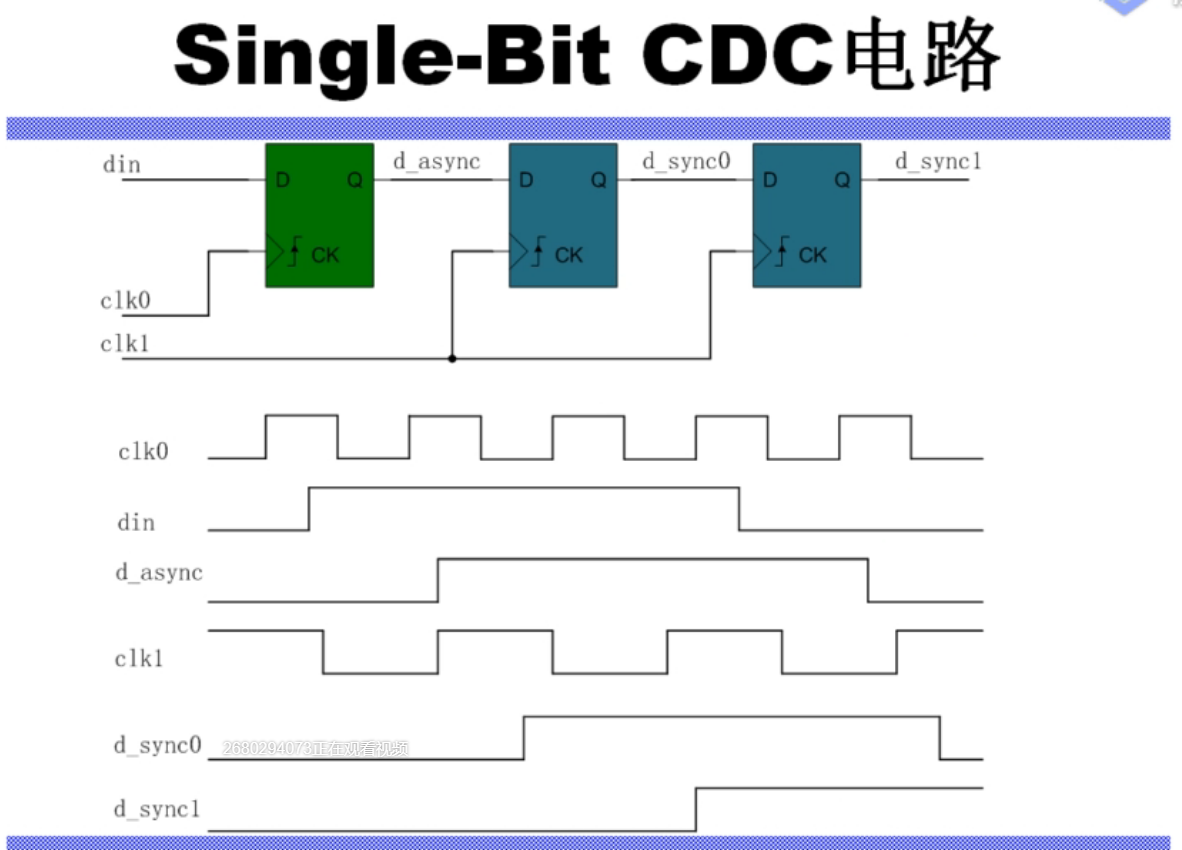 Single-Bit CDC电路
din
d_async
d_sync0
d_sync1
D
Q
D
Q
D
Q
CK
CK
CK
clk0
clk1
clk0
din
d_async
clk1
d_sync0
2680294073正在观看视频
d_sync1